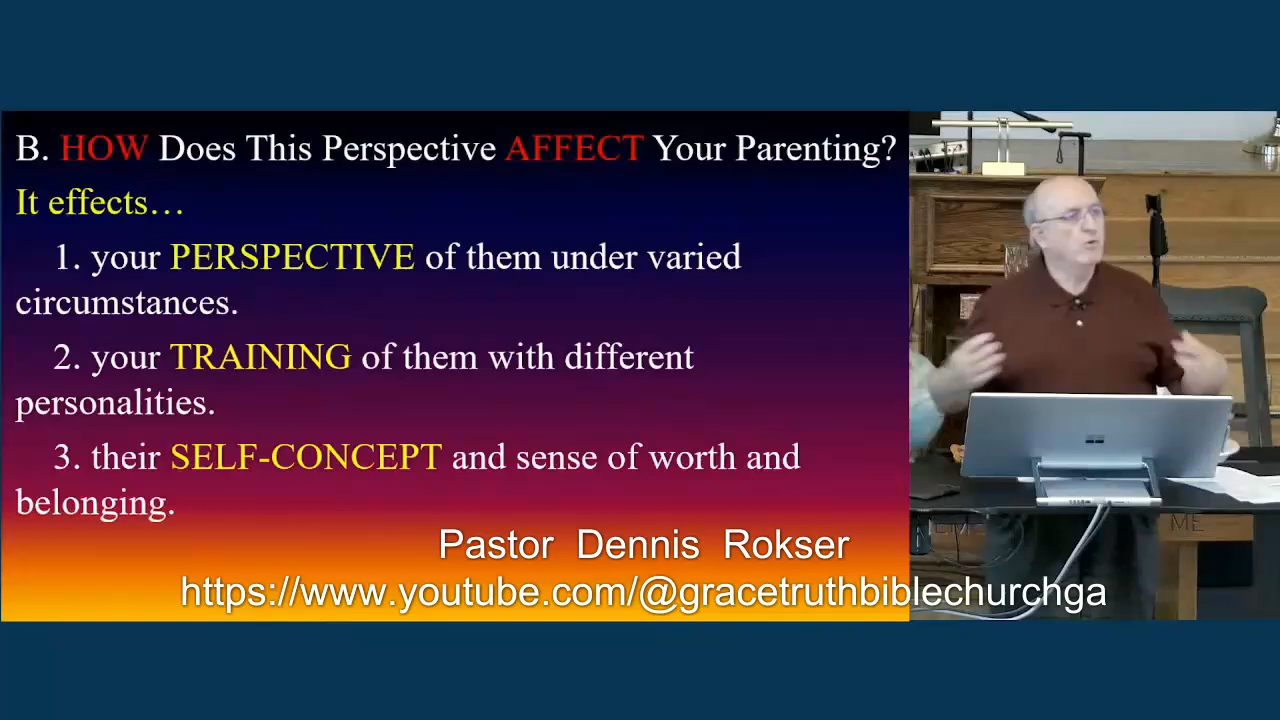 B. HOW Does This Perspective AFFECT Your Parenting?
It effects…
1. your PERSPECTIVE of them under varied
circumstances.
2. your TRAINING of them with different
personalities.
3. their SELF-CONCEPT and sense of worth and
belonging.
Pastor Dennis Rokser
https://www.youtube.com/@gracetruthbiblechurchga
ME